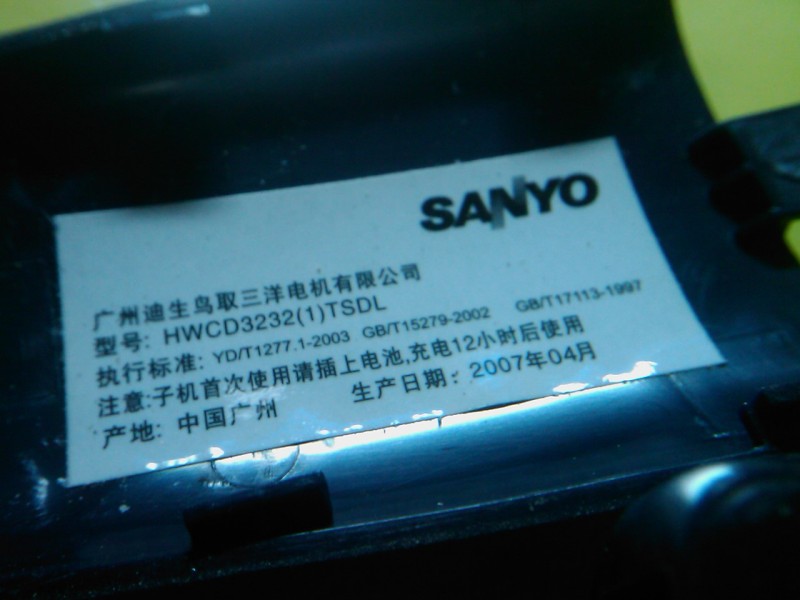 SANYO
广州迪生鸟取三洋电机有限公司
型号: HWCD3232(1)TSDL
执行标准: YD/T1277.1-2003 GB/T15279-2002 GB/T17113-1997
注意:子机首次使用请插上电池,充电12小时后使用
产地: 中国广州 生产日期: 2007年04月